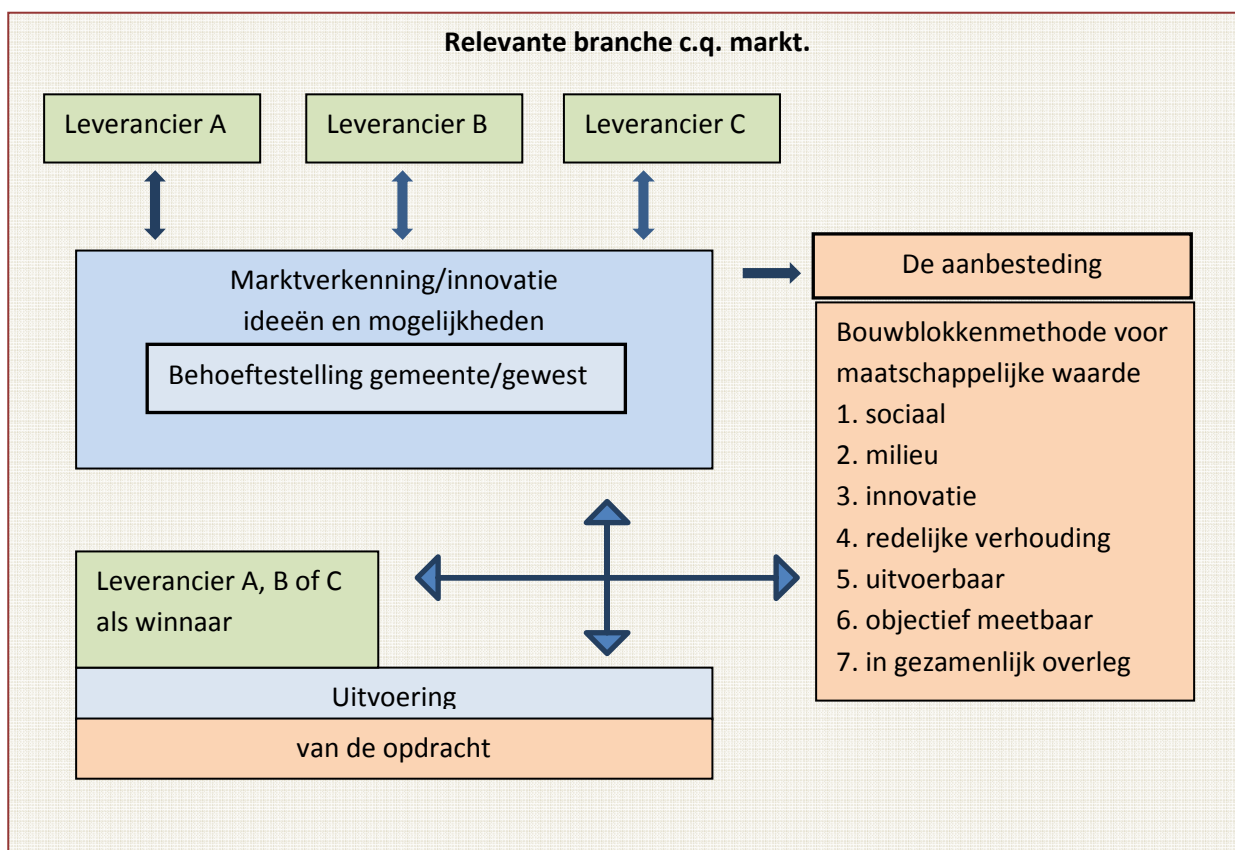 Relevante branche c.q. markt.
Leverancier A
Leverancier B
Leverancier C
Marktverkenning/innovatie
ideeën en mogelijkheden
Behoeftestelling gemeente/gewest
De aanbesteding
Bouwblokkenmethode voor
maatschappelijke waarde
1. sociaal
2. milieu
3. innovatie
4. redelijke verhouding
5. uitvoerbaar
6. objectief meetbaar
7. in gezamenlijk overleg
Leverancier A, B of C
als winnaar
Uitvoering
van de opdracht